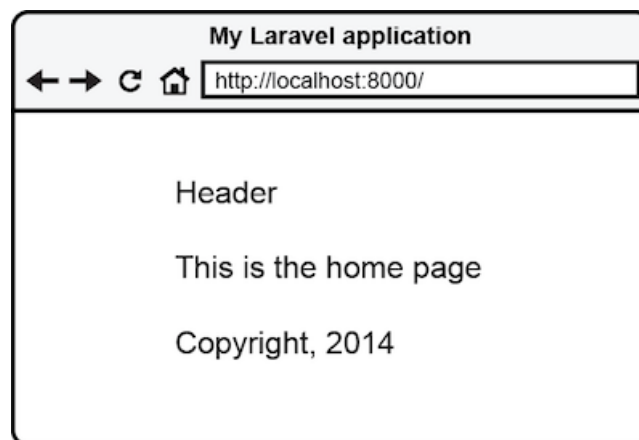 My Laravel application
http://localhost:8000/
Header
This is the home page
Copyright, 2014